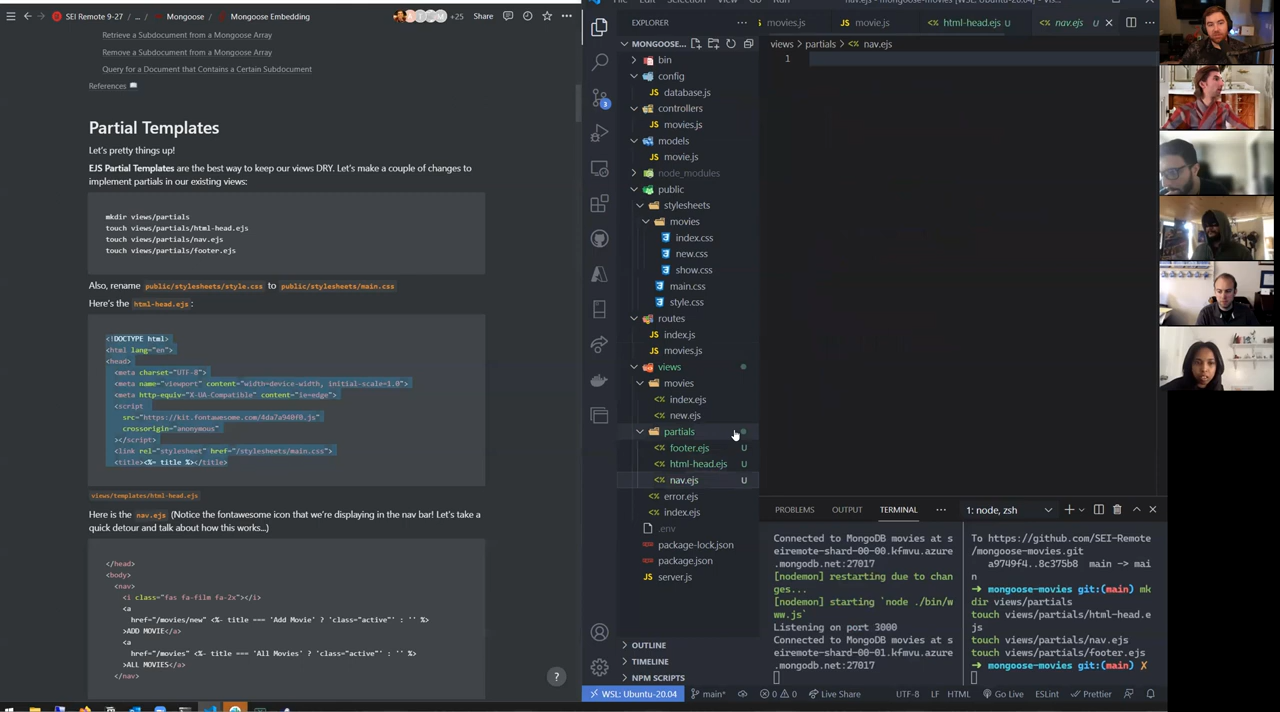 SEI Remote 9-27 / ... / Mongoose / Mongoose Embedding
+25 Share
Retrieve a Subdocument from a Mongoose Array
Remove a Subdocument from a Mongoose Array
Query for a Document that Contains a Certain Subdocument
References
Partial Templates
Let's pretty things up!
EJS Partial Templates are the best way to keep our views DRY. Let's make a couple of changes to
implement partials in our existing views:
mkdir views/partials
touch views/partials/html-head.ejs
touch views/partials/nav.ejs
touch views/partials/footer.ejs
Also, rename public/stylesheets/style.css to public/stylesheets/main.css
Here's the html-head.ejs:
<!DOCTYPE html>
<html lang="en">
<head>
<meta charset="UTF-8">
<meta name="viewport" content="width=device-width, initial-scale=1.0">
<meta http-equiv="X-UA-Compatible" content="ie=edge">
<script
src="https://kit.fontawesome.com/4da7a940f8.js"
crossorigin="anonymous"
></script>
<link rel="stylesheet" href="/stylesheets/main.css">
<title><%= title %></title>
views/templates/html-head.ejs
Here is the nav.ejs (Notice the fontawesome icon that we're displaying in the nav bar! Let's take a
quick detour and talk about how this works...)
</head>
<body>
<nav>
<i class="fas fa-film fa-2x"></i>
<a
href="/movies/new" <%- title === 'Add Movie' ? 'class="active"' : '' %>
>ADD MOVIE</a>
<a
href="/movies" <%- title === 'All Movies' ? 'class="active"' : '' %>
>ALL MOVIES</a>
</nav>
?
nav.ejs - mongoose-movies
EXPLORER
MONGOOSE...
bin
config
database.js
controllers
movies.js
models
movie.js
node_modules
public
stylesheets
movies
index.css
new.css
show.css
main.css
style.css
routes
index.js
movies.js
views
movies
index.ejs
new.ejs
partials
footer.ejs U
html-head.ejs U
nav.ejs U
error.ejs
index.ejs
.env
package-lock.json
package.json
server.js
OUTLINE
TIMELINE
NPM SCRIPTS
3
movies.js movie.js html-head.ejs U nav.ejs U
views > partials > nav.ejs
1
PROBLEMS OUTPUT TERMINAL ... 1: node, zsh
Connected to MongoDB movies at s
eiremote-shard-00-00.kfmvu.azure
.mongodb.net:27017
[nodemon] restarting due to chan
ges...
[nodemon] starting `node ./bin/w
ww.js`
Listening on port 3000
Connected to MongoDB movies at s
eiremote-shard-00-01.kfmvu.azure
.mongodb.net:27017
To https://github.com/SEI-Remote
/mongoose-movies.git
a9749f4..8c375b8 main -> mai
n
➜ mongoose-movies git:(main) mk
dir views/partials
touch views/partials/html-head.e
js
touch views/partials/nav.ejs
touch views/partials/footer.ejs
➜ mongoose-movies git:(main) ✗
WSL: Ubuntu-20.04 main* 0 0 Live Share UTF-8 LF HTML Go Live ESLint Prettier